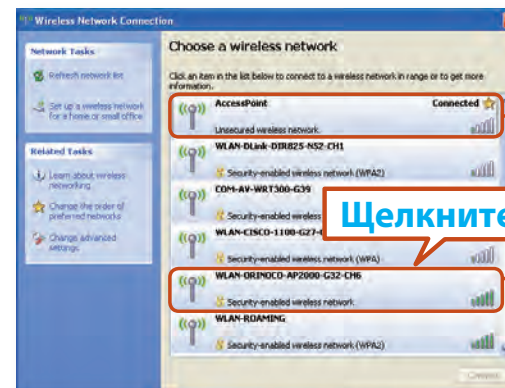 Wireless Network Connection
Network Tasks
Refresh network list
Set up a wireless network
for a home or small office
Related Tasks
Learn about wireless
networking
Change the order of
preferred networks
Change advanced
settings
Choose a wireless network
Click an item in the list below to connect to a wireless network in range or to get more
information.
AccessPoint Connected
Unsecured wireless network
WLAN-DLink-DIR825-N52-CH1
Security-enabled wireless network (WPA2)
COM-AV-WRT300-G39
Security-enabled wireless
Щелкните
WLAN-CISCO-1100-G27-
Security-enabled wireless network (WPA)
WLAN-ORINOCO-AP2000-G32-CH6
Security-enabled wireless network
WLAN-ROAMING
Security-enabled wireless network (WPA2)
Connect